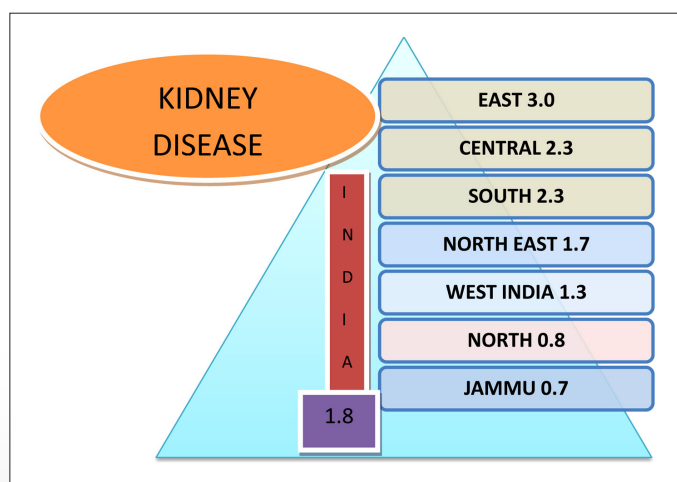 KIDNEY
DISEASE
EAST 3.0
CENTRAL 2.3
SOUTH 2.3
NORTH EAST 1.7
WEST INDIA 1.3
NORTH 0.8
JAMMU 0.7
I
N
D
I
A
1.8